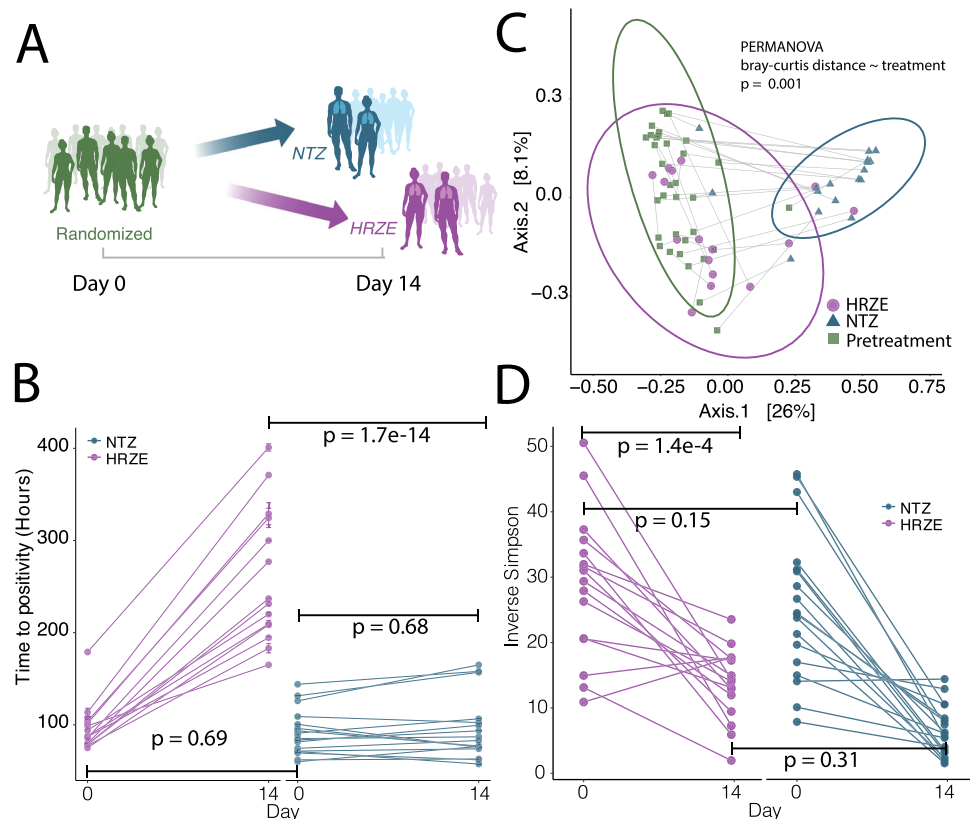 A
NTZ
HRZE
Randomized
Day 0
Day 14
B
NTZ
HRZE
Time to positivity (Hours)
400
300
200
100
p = 1.7e-14
p = 0.68
p = 0.69
0
14
0
14
Day
C
PERMANOVA
bray-curtis distance ~ treatment
p = 0.001
Axis.2 [8.1%]
0.3
0.0
−0.3
HRZE
NTZ
Pretreatment
−0.50
−0.25
0.00
0.25
0.50
0.75
Axis.1 [26%]
D
p = 1.4e-4
p = 0.15
NTZ
HRZE
Inverse Simpson
50
40
30
20
10
0
p = 0.31
0
14
0
14
Day